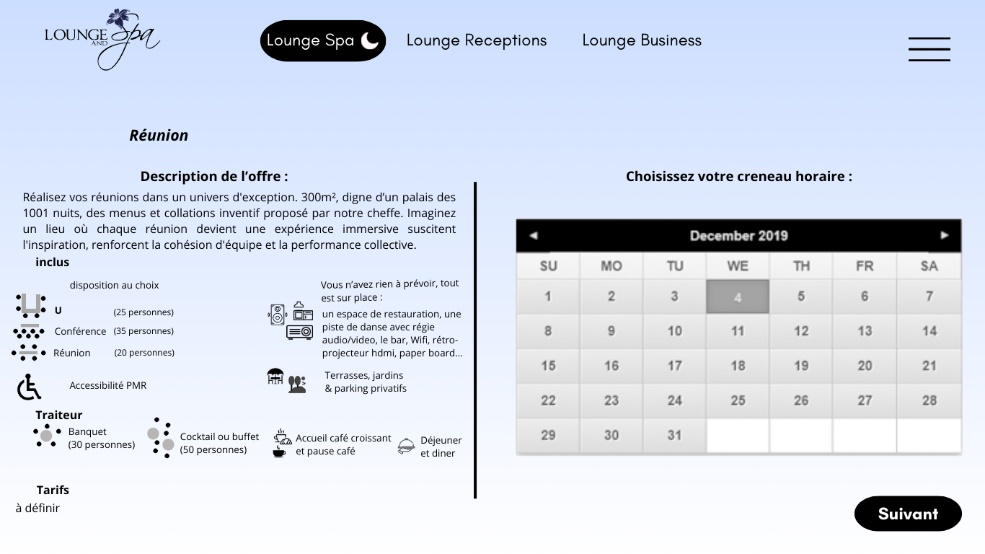 LOUNGE AND Spa
Lounge Spa
Lounge Receptions
Lounge Business
Réunion
Description de l'offre :
Réalisez vos réunions dans un univers d'exception. 300m², digne d'un palais des
1001 nuits, des menus et collations inventif proposé par notre cheffe. Imaginez
un lieu où chaque réunion devient une expérience immersive suscitent
l'inspiration, renforcent la cohésion d'équipe et la performance collective.
inclus
disposition au choix
U (25 personnes)
Conférence (35 personnes)
Réunion (20 personnes)
Accessibilité PMR
Vous n'avez rien à prévoir, tout
est sur place :
un espace de restauration, une
piste de danse avec régie
audio/video, le bar, Wifi, rétro-
projecteur hdmi, paper board...
Terrasses, jardins
& parking privatifs
Traiteur
Banquet
(30 personnes)
Cocktail ou buffet
(50 personnes)
Accueil café croissant
et pause café
Déjeuner
et diner
Tarifs
à définir
Choisissez votre creneau horaire :
December 2019
SU MO TU WE TH FR SA
1 2 3 4 5 6 7
8 9 10 11 12 13 14
15 16 17 18 19 20 21
22 23 24 25 26 27 28
29 30 31
Suivant